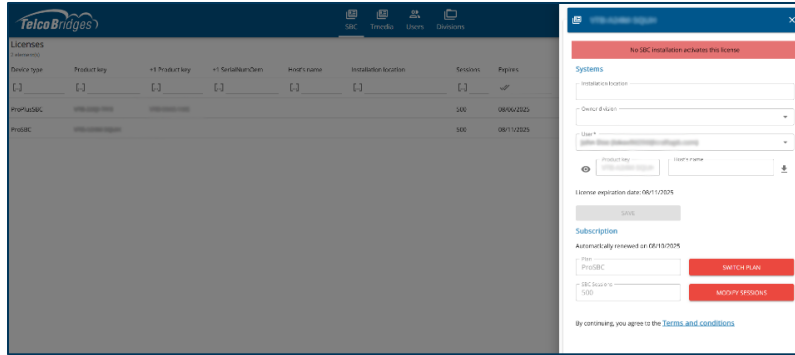 TelcoBridges
SBC Tmedia Users Divisions
Licenses
Device type Product key +1 Product key +1 SerialNumOem Host's name Installation location Sessions Expires
[...] [...] [...] [...] [...] [...] [...]
ProPlusSBC 500 08/06/2025
ProSBC 500 08/11/2025
No SBC installation activates this license
Systems
Installation location
Owner division
User *
Product key Host's name
License expiration date: 08/11/2025
SAVE
Subscription
Automatically renewed on 08/10/2025
Plan
ProSBC
SWITCH PLAN
SBC Sessions
500
MODIFY SESSIONS
By continuing, you agree to the Terms and conditions